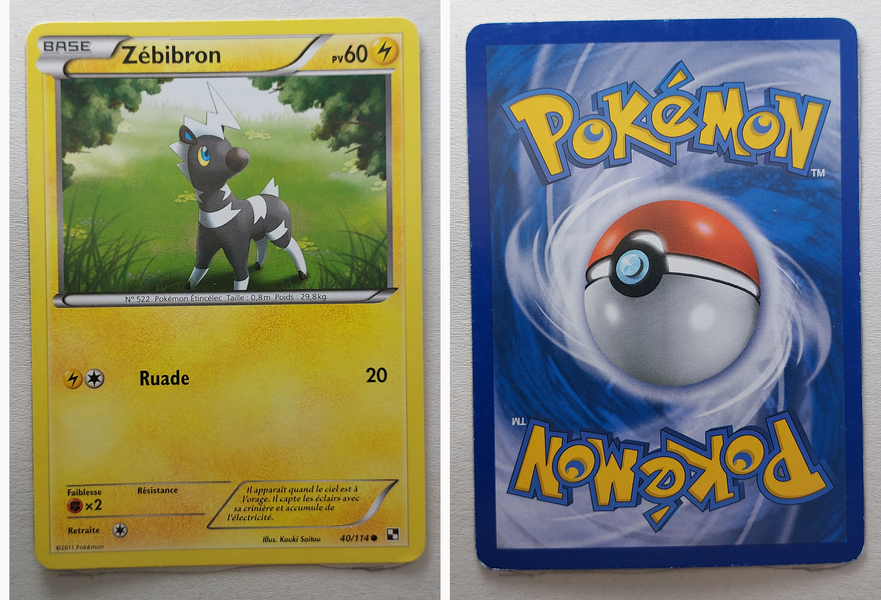 BASE
Zébibron
PV60
N° 522 Pokémon Étincélec Taille : 0,8m Poids : 29,8kg
Ruade 20
Faiblesse Résistance
×2
Retraite
Il apparaît quand le ciel est à
l'orage. Il capte les éclairs avec
sa crinière et accumule de
l'électricité.
Illus. Kouki Saitou 40/114
©2011 Pokémon
POKéMON
TM
TM
POKéMON